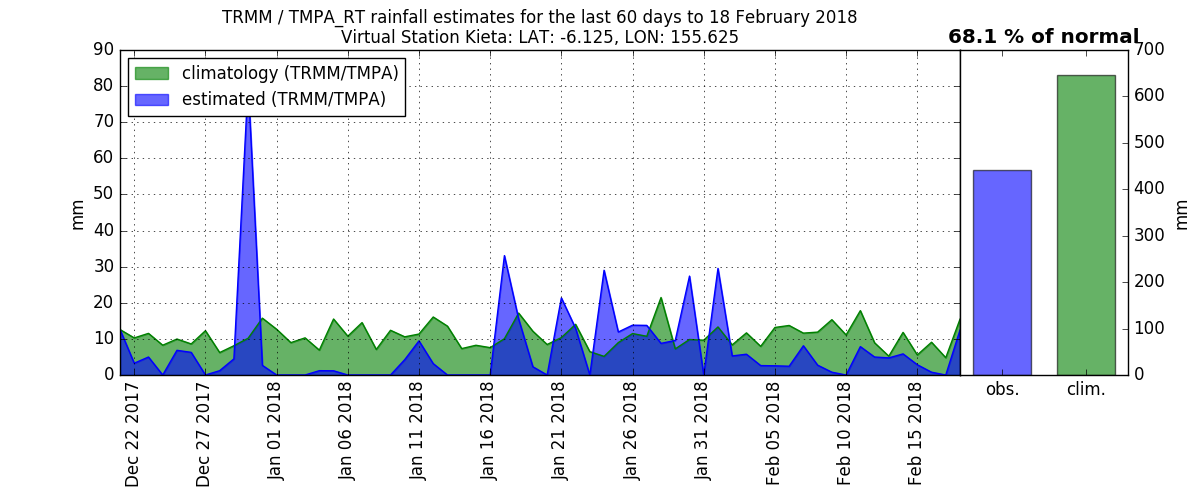 TRMM / TMPA_RT rainfall estimates for the last 60 days to 18 February 2018
Virtual Station Kieta: LAT: -6.125, LON: 155.625
68.1 % of normal
climatology (TRMM/TMPA)
estimated (TRMM/TMPA)
90
80
70
60
50
40
30
20
10
0
mm
Dec 22 2017
Dec 27 2017
Jan 01 2018
Jan 06 2018
Jan 11 2018
Jan 16 2018
Jan 21 2018
Jan 26 2018
Jan 31 2018
Feb 05 2018
Feb 10 2018
Feb 15 2018
obs.
clim.
700
600
500
400
300
200
100
0
mm